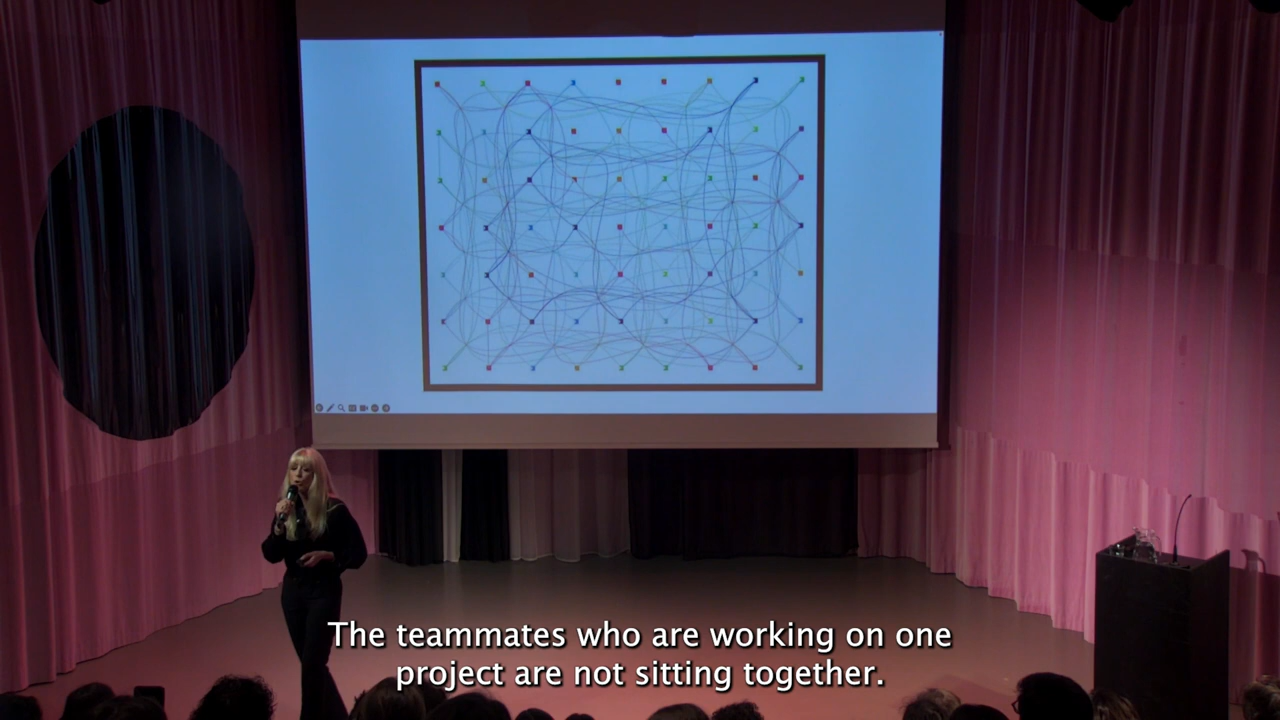 The teammates who are working on one
project are not sitting together.